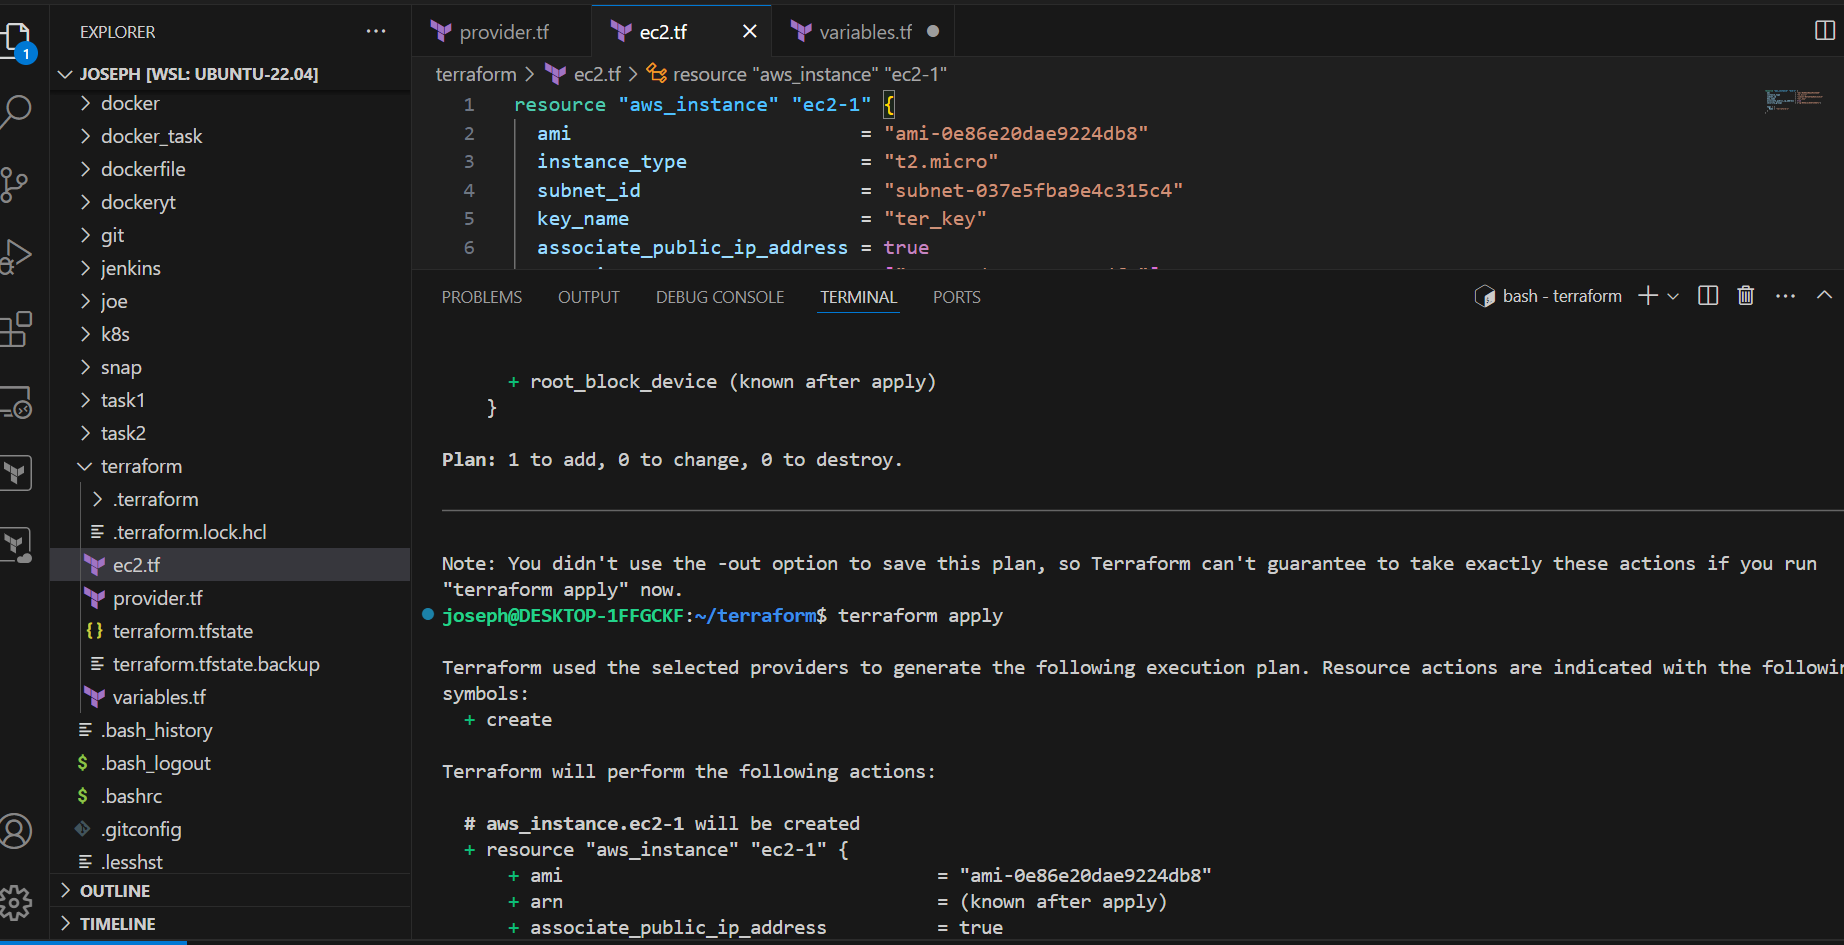 EXPLORER
JOSEPH [WSL: UBUNTU-22.04]
docker
docker_task
dockerfile
dockeryt
git
jenkins
joe
k8s
snap
task1
task2
terraform
.terraform
.terraform.lock.hcl
ec2.tf
provider.tf
terraform.tfstate
terraform.tfstate.backup
variables.tf
.bash_history
.bash_logout
.bashrc
.gitconfig
.lesshst
OUTLINE
TIMELINE
1
provider.tf
ec2.tf
variables.tf
terraform > ec2.tf > resource "aws_instance" "ec2-1"
1 resource "aws_instance" "ec2-1" {
2 ami = "ami-0e86e20dae9224db8"
3 instance_type = "t2.micro"
4 subnet_id = "subnet-037e5fba9e4c315c4"
5 key_name = "ter_key"
6 associate_public_ip_address = true
PROBLEMS OUTPUT DEBUG CONSOLE TERMINAL PORTS
bash - terraform
+ root_block_device (known after apply)
}
Plan: 1 to add, 0 to change, 0 to destroy.
Note: You didn't use the -out option to save this plan, so Terraform can't guarantee to take exactly these actions if you run
"terraform apply" now.
joseph@DESKTOP-1FFGCKF:~/terraform$ terraform apply
Terraform used the selected providers to generate the following execution plan. Resource actions are indicated with the followin
symbols:
+ create
Terraform will perform the following actions:
# aws_instance.ec2-1 will be created
+ resource "aws_instance" "ec2-1" {
+ ami = "ami-0e86e20dae9224db8"
+ arn = (known after apply)
+ associate_public_ip_address = true